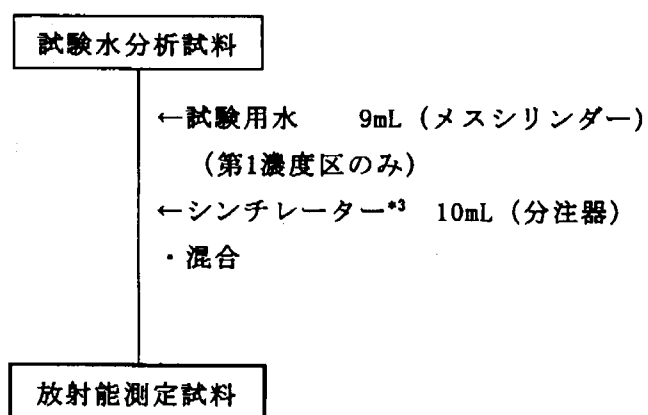 試験水分析試料
←試験用水　9mL（メスシリンダー）
（第1濃度区のみ）
←シンチレーター*3　10mL（分注器）
・混合
放射能測定試料